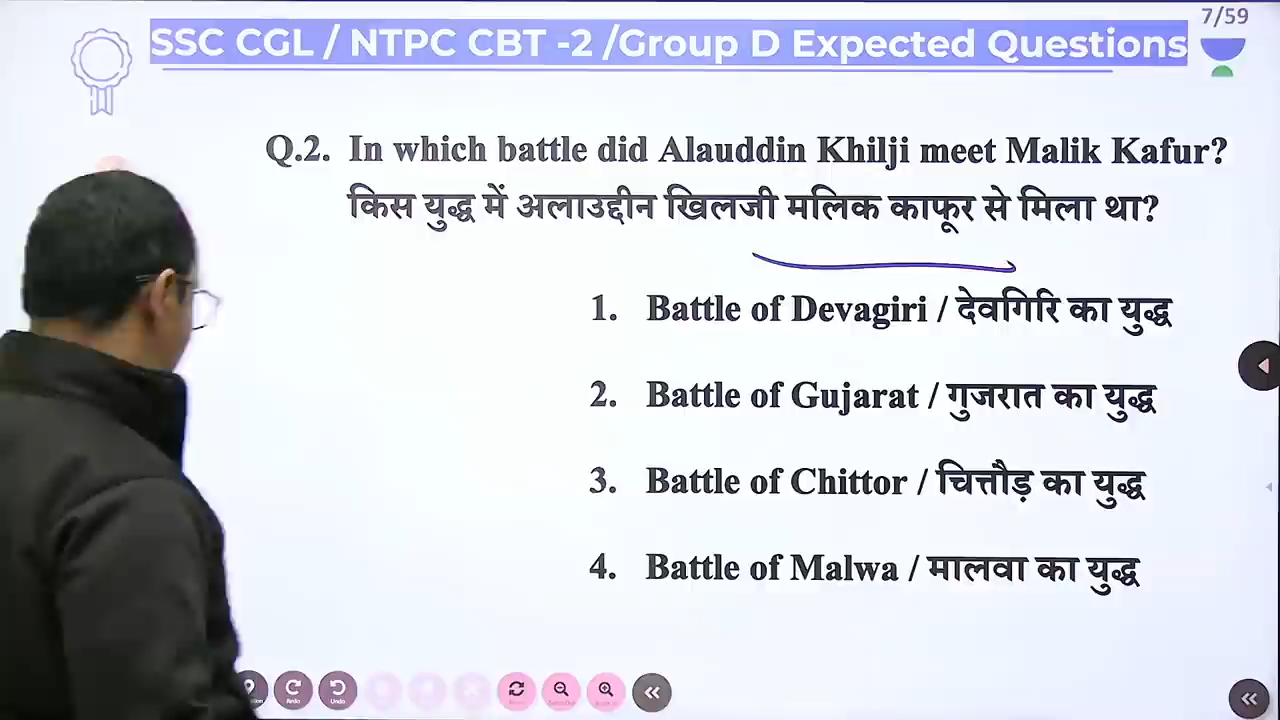 7/59
SSC CGL / NTPC CBT -2 /Group D Expected Questions
Q.2. In which battle did Alauddin Khilji meet Malik Kafur?
किस युद्ध में अलाउद्दीन खिलजी मलिक काफूर से मिला था?
1. Battle of Devagiri / देवगिरि का युद्ध
2. Battle of Gujarat / गुजरात का युद्ध
3. Battle of Chittor / चित्तौड़ का युद्ध
4. Battle of Malwa / मालवा का युद्ध
Redo Undo